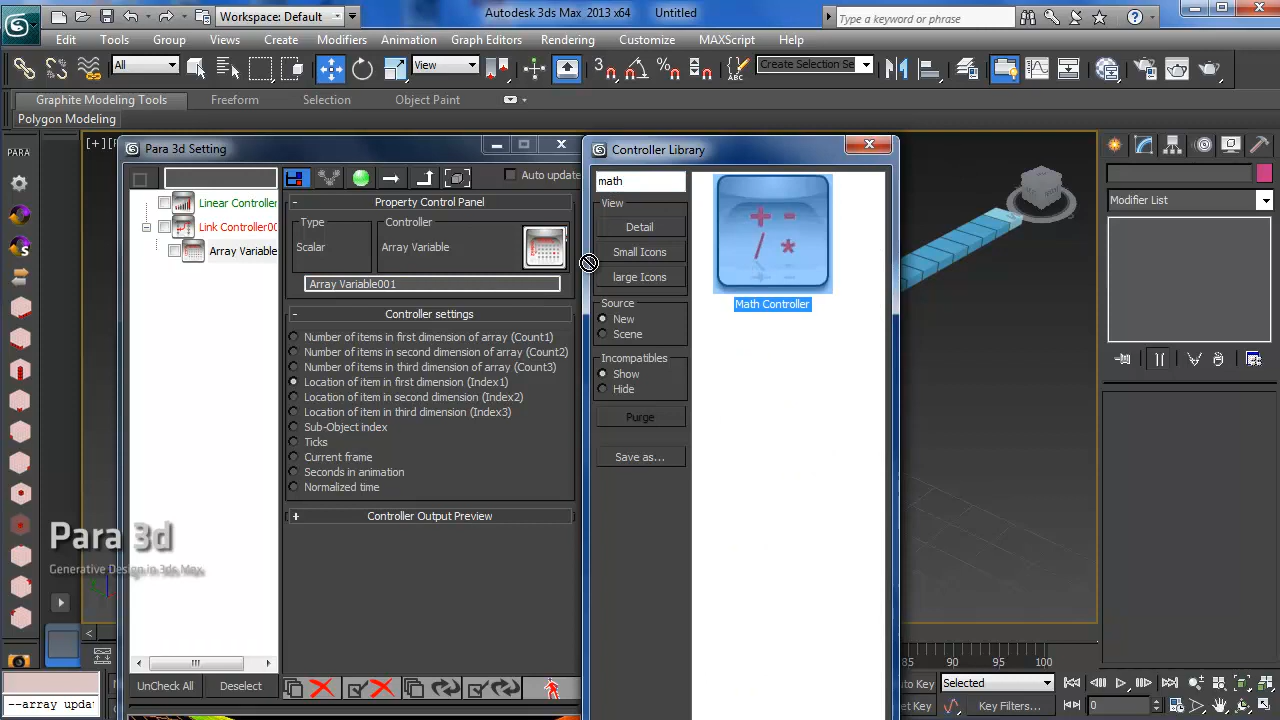 Workspace: Default
Autodesk 3ds Max 2013 x64
Untitled
Type a keyword or phrase
Edit
Tools
Group
Views
Create
Modifiers
Animation
Graph Editors
Rendering
Customize
MAXScript
Help
All
View
3
ABC
Create Selection Se
Graphite Modeling Tools
Freeform
Selection
Object Paint
Polygon Modeling
PARA
Para 3d Setting
Auto update
Linear Controller
Link Controller00
Array Variable
Property Control Panel
Type
Scalar
Controller
Array Variable
Array Variable001
Controller settings
Number of items in first dimension of array (Count1)
Number of items in second dimension of array (Count2)
Number of items in third dimension of array (Count3)
Location of item in first dimension (Index1)
Location of item in second dimension (Index2)
Location of item in third dimension (Index3)
Sub-Object index
Ticks
Current frame
Seconds in animation
Normalized time
Controller Output Preview
UnCheck All
Deselect
Controller Library
math
View
Detail
Small Icons
large Icons
Source
New
Scene
Incompatibles
Show
Hide
Purge
Save as...
Math Controller
Modifier List
Para 3d
Generative Design in 3ds Max
85
90
95
100
uto Key
Selected
et Key
Key Filters...
0
--array upda